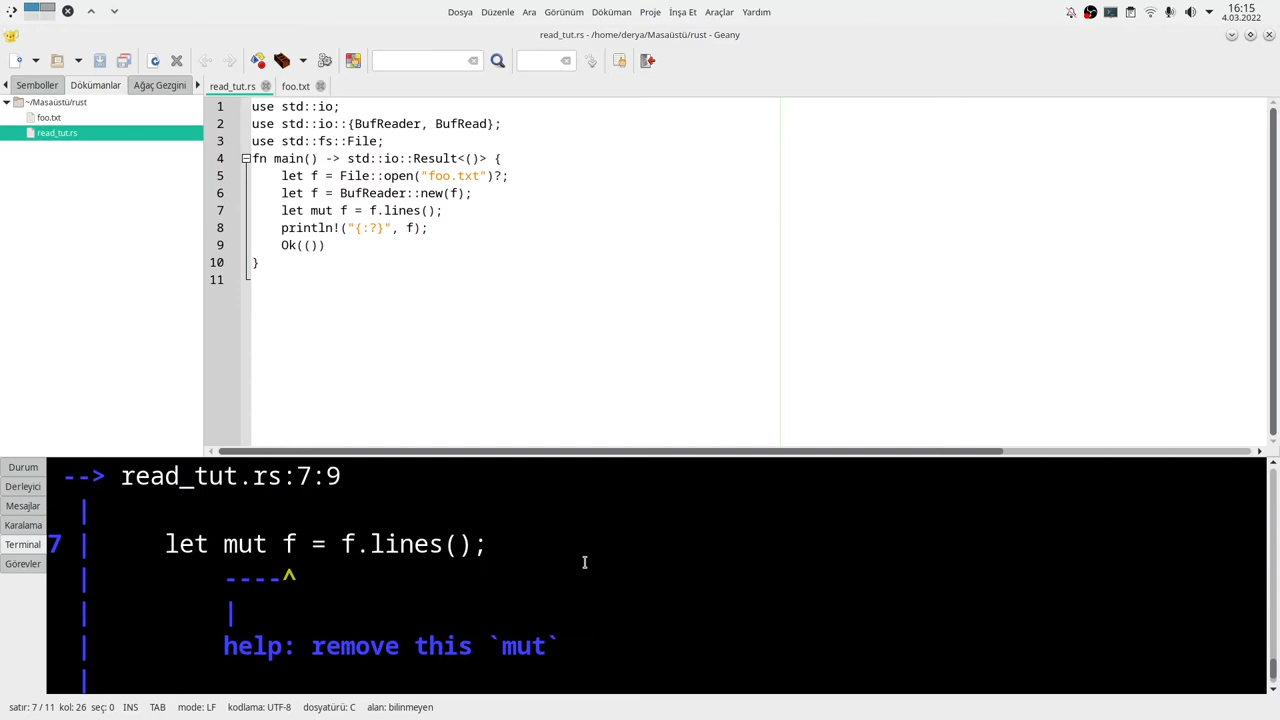 Dosya Düzenle Ara Görünüm Döküman Proje İnşa Et Araçlar Yardım
16:15
4.03.2022
read_tut.rs - /home/derya/Masaüstü/rust - Geany
Semboller Dökümanlar Ağaç Gezgini
read_tut.rs foo.txt
~/Masaüstü/rust
foo.txt
read_tut.rs
1 use std::io;
2 use std::io::{BufReader, BufRead};
3 use std::fs::File;
4 fn main() -> std::io::Result<()> {
5 let f = File::open("foo.txt")?;
6 let f = BufReader::new(f);
7 let mut f = f.lines();
8 println!("{:?}", f);
9 Ok(())
10 }
11
Durum
Derleyici
Mesajlar
Karalama
Terminal
Görevler
--> read_tut.rs:7:9
|
7 | let mut f = f.lines();
| ----^
| |
| help: remove this `mut`
|
satır: 7 / 11 kol: 26 seç: 0 INS TAB mode: LF kodlama: UTF-8 dosyatürü: C alan: bilinmeyen